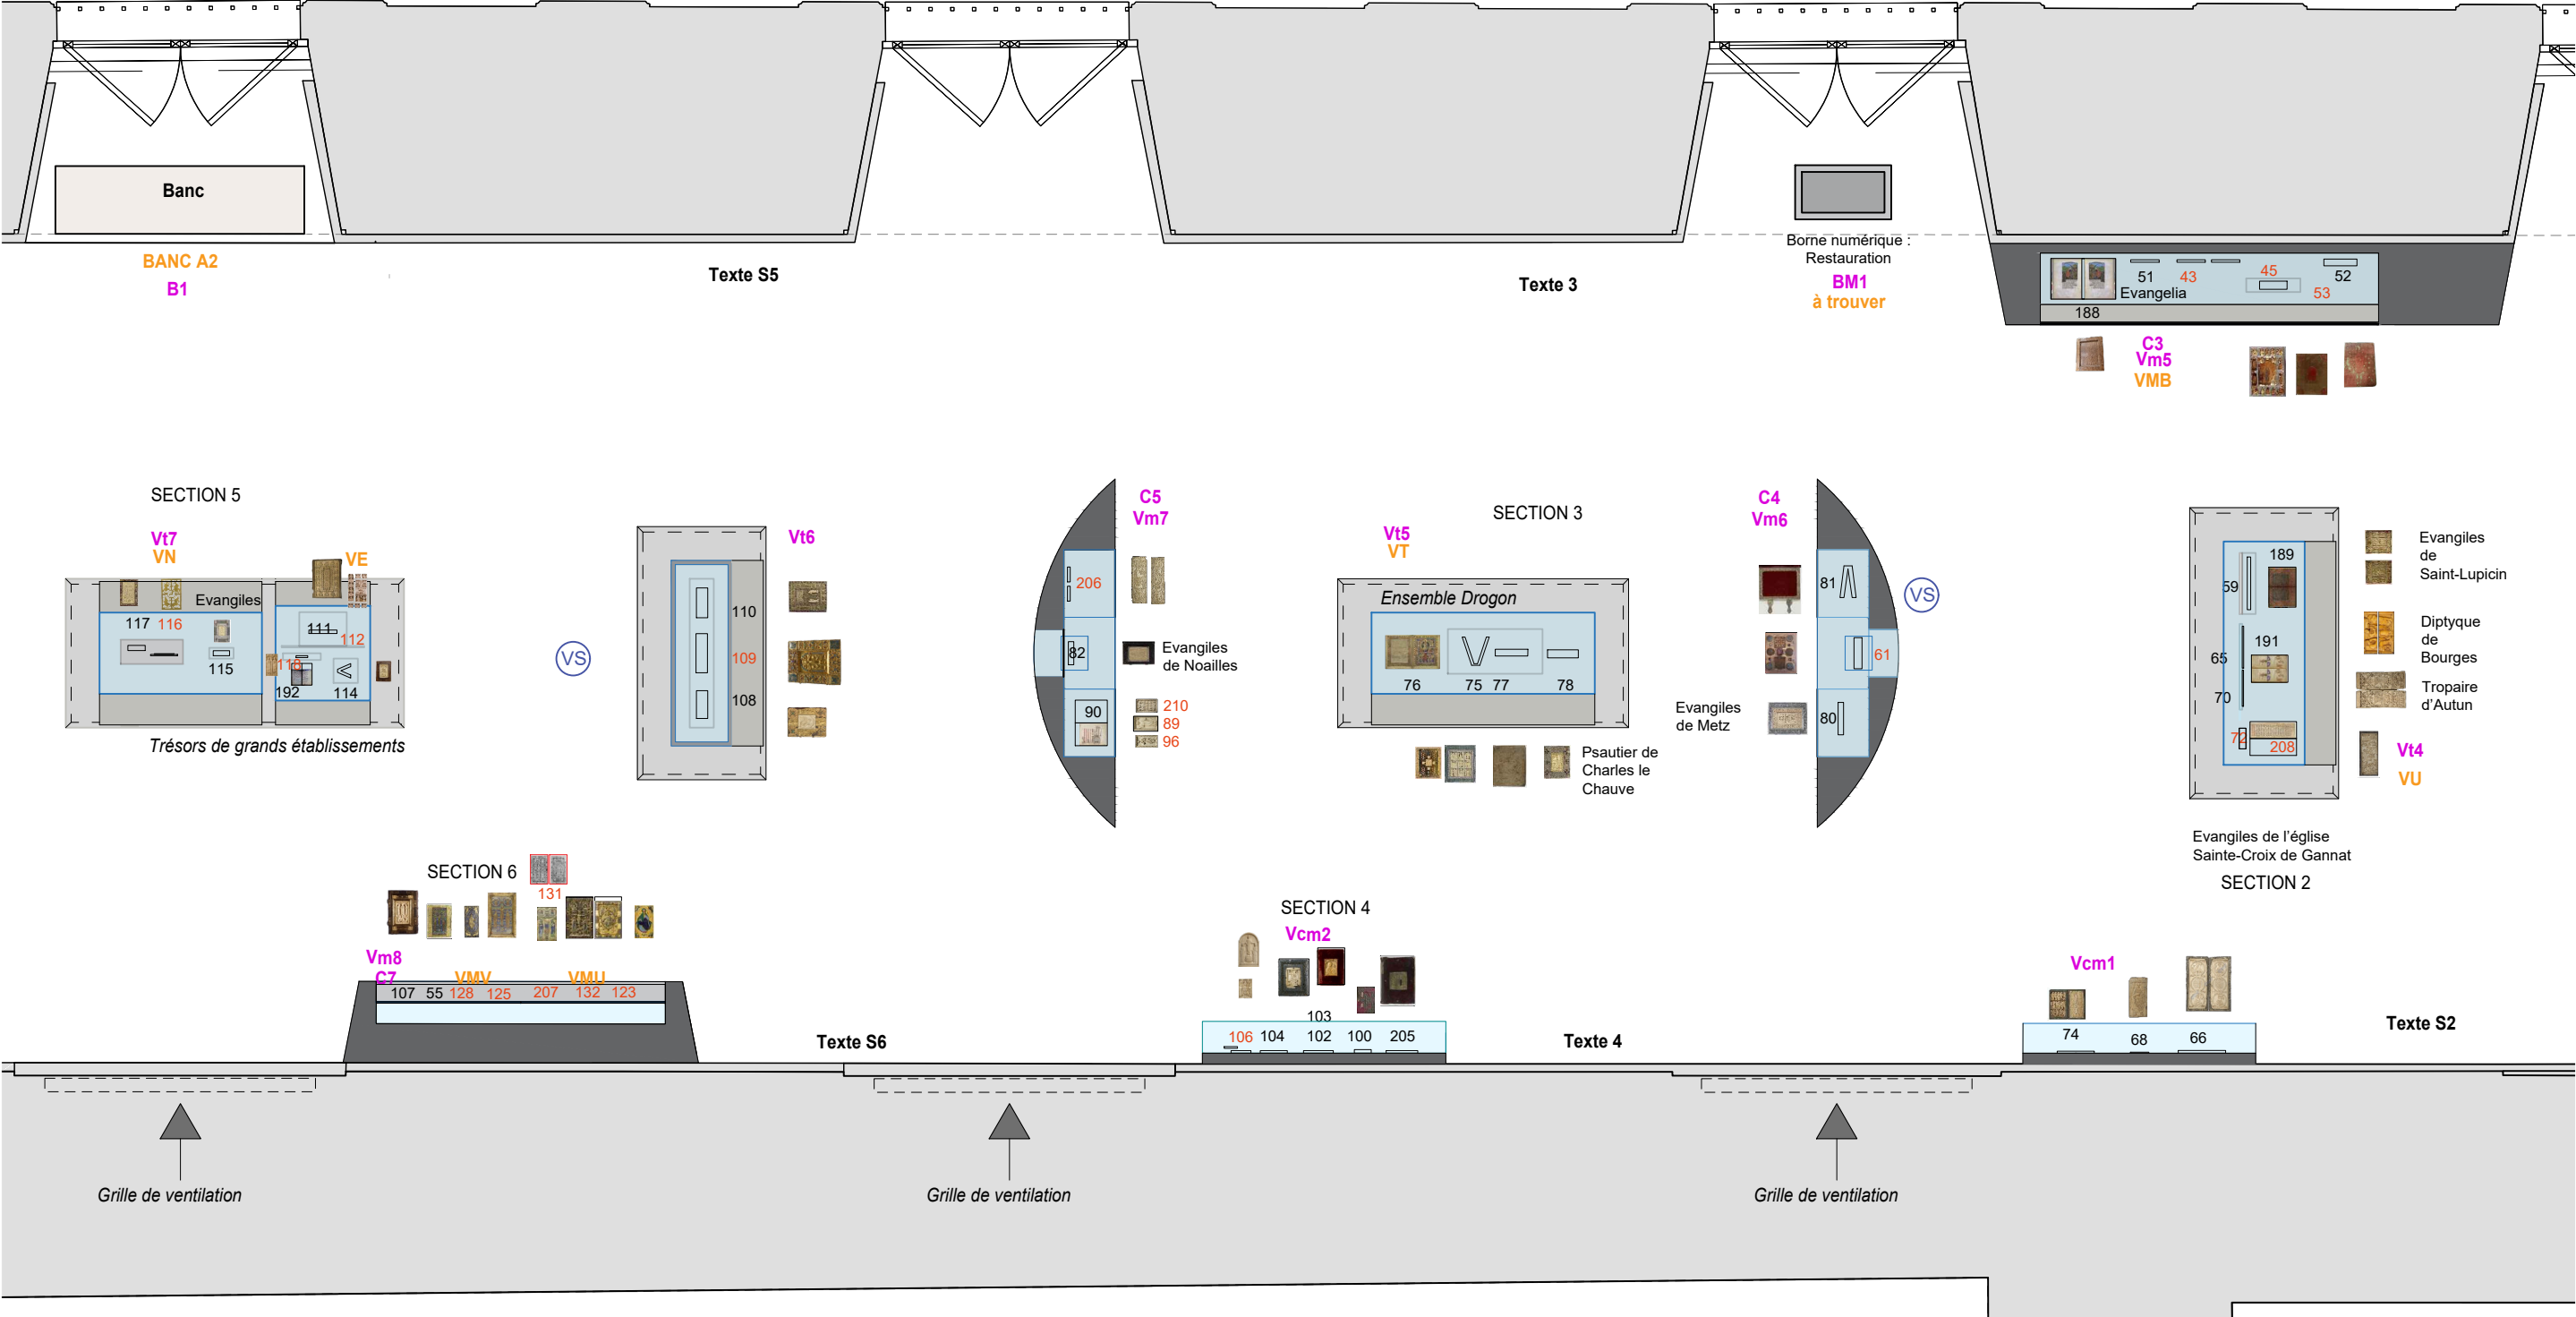 Banc
BANC A2
B1
Texte S5
Texte 3
Borne numérique :
Restauration
BM1
à trouver
51
43
45
52
53
Evangelia
188
C3
Vm5
VMB
SECTION 5
Vt7
VN
VE
Evangiles
117
116
115
111
112
118
192
114
Trésors de grands établissements
VS
Vt6
110
109
108
C5
Vm7
206
82
90
Evangiles
de Noailles
210
89
96
SECTION 3
Vt5
VT
Ensemble Drogon
76
75
77
78
Psautier de
Charles le
Chauve
C4
Vm6
81
61
80
Evangiles
de Metz
VS
189
59
191
65
70
72
208
Evangiles
de
Saint-Lupicin
Diptyque
de
Bourges
Tropaire
d'Autun
Vt4
VU
Evangiles de l'église
Sainte-Croix de Gannat
SECTION 2
SECTION 6
131
Vm8
C7
VMV
VMU
107
55
128
125
207
132
123
Texte S6
SECTION 4
Vcm2
103
106
104
102
100
205
Texte 4
Vcm1
74
68
66
Texte S2
Grille de ventilation
Grille de ventilation
Grille de ventilation